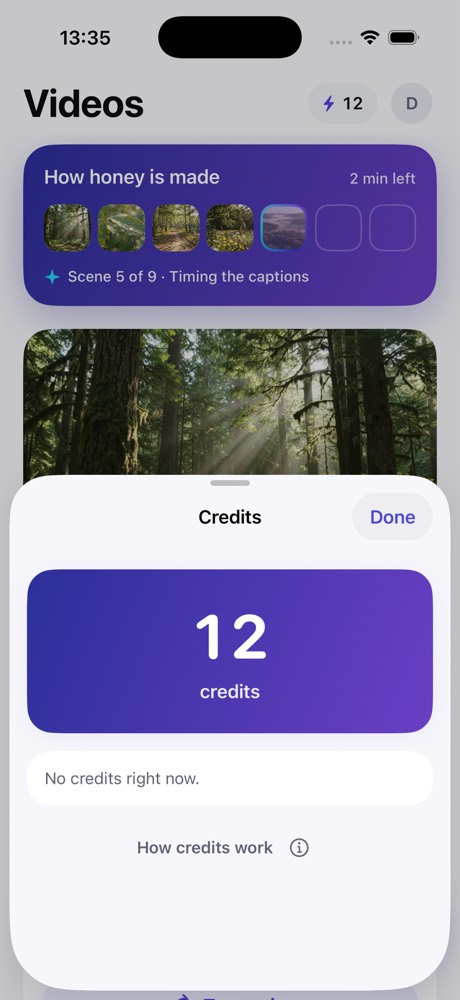 13:35
Videos
12
D
How honey is made
2 min left
Scene 5 of 9 · Timing the captions
Credits
Done
12
credits
No credits right now.
How credits work